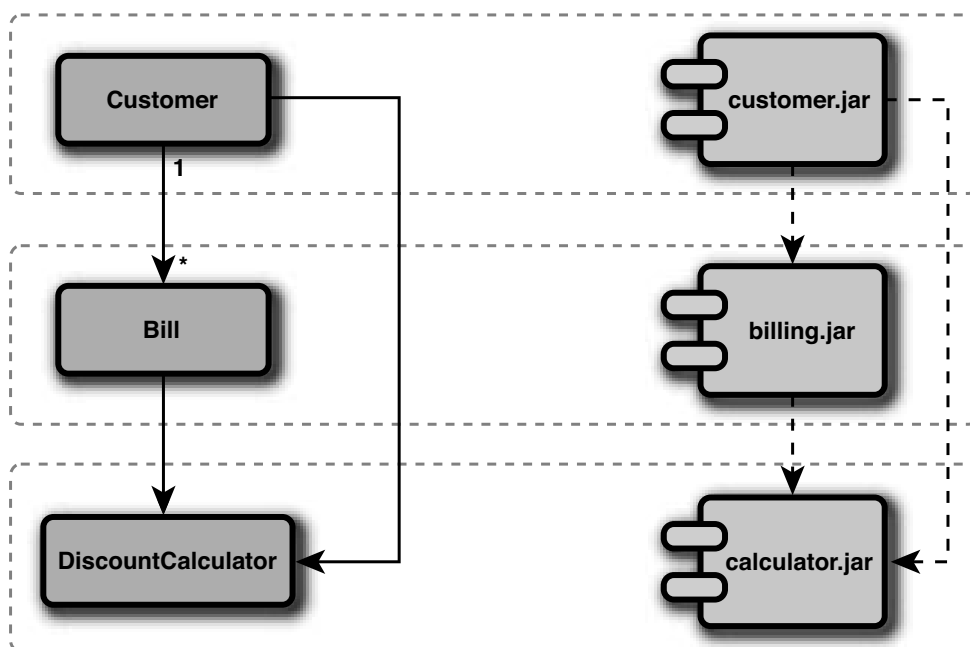 Customer
customer.jar
1
*
Bill
billing.jar
DiscountCalculator
calculator.jar